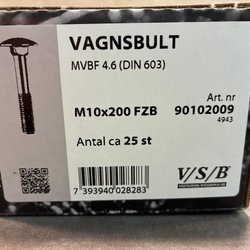 VAGNSBULT
MVBF 4.6 (DIN 603)
Art. nr
M10x200 FZB 90102009
4943
Antal ca 25 st
V/S/B
7 393940 028283